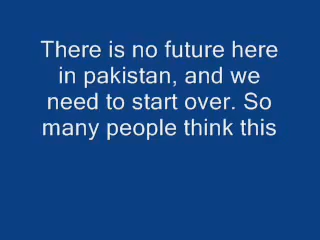 There is no future here
in pakistan, and we
need to start over. So
many people think this